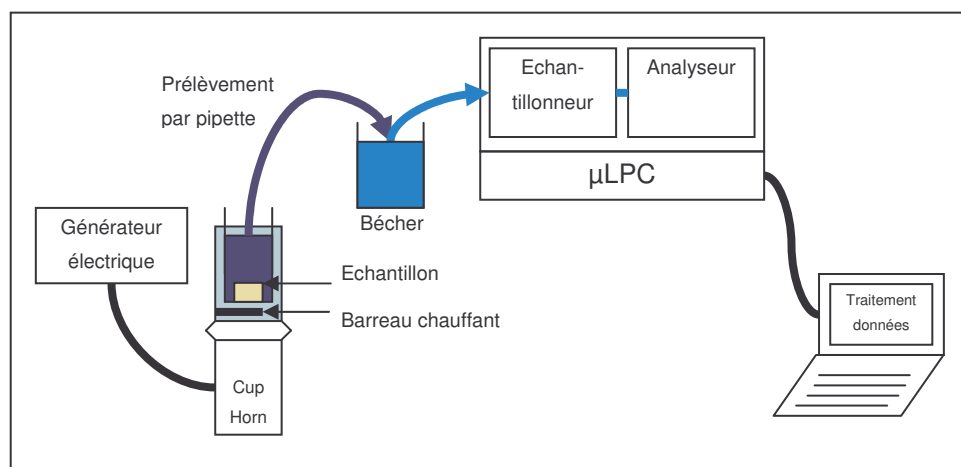 Prélèvement
par pipette
Echan-
tillonneur
Analyseur
µLPC
Bécher
Générateur
électrique
Echantillon
Barreau chauffant
Cup
Horn
Traitement
données